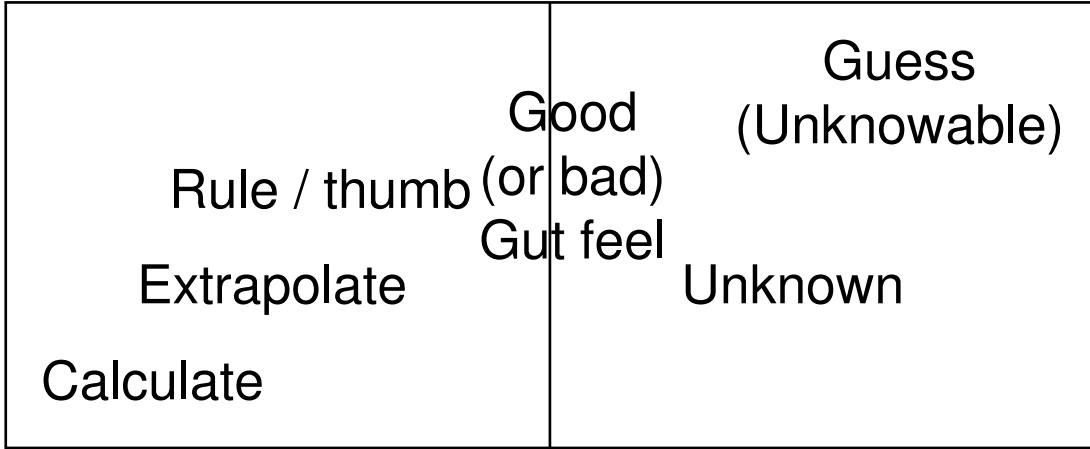 Guess
(Unknowable)
Good
(or bad)
Gut feel
Rule / thumb
Extrapolate
Unknown
Calculate